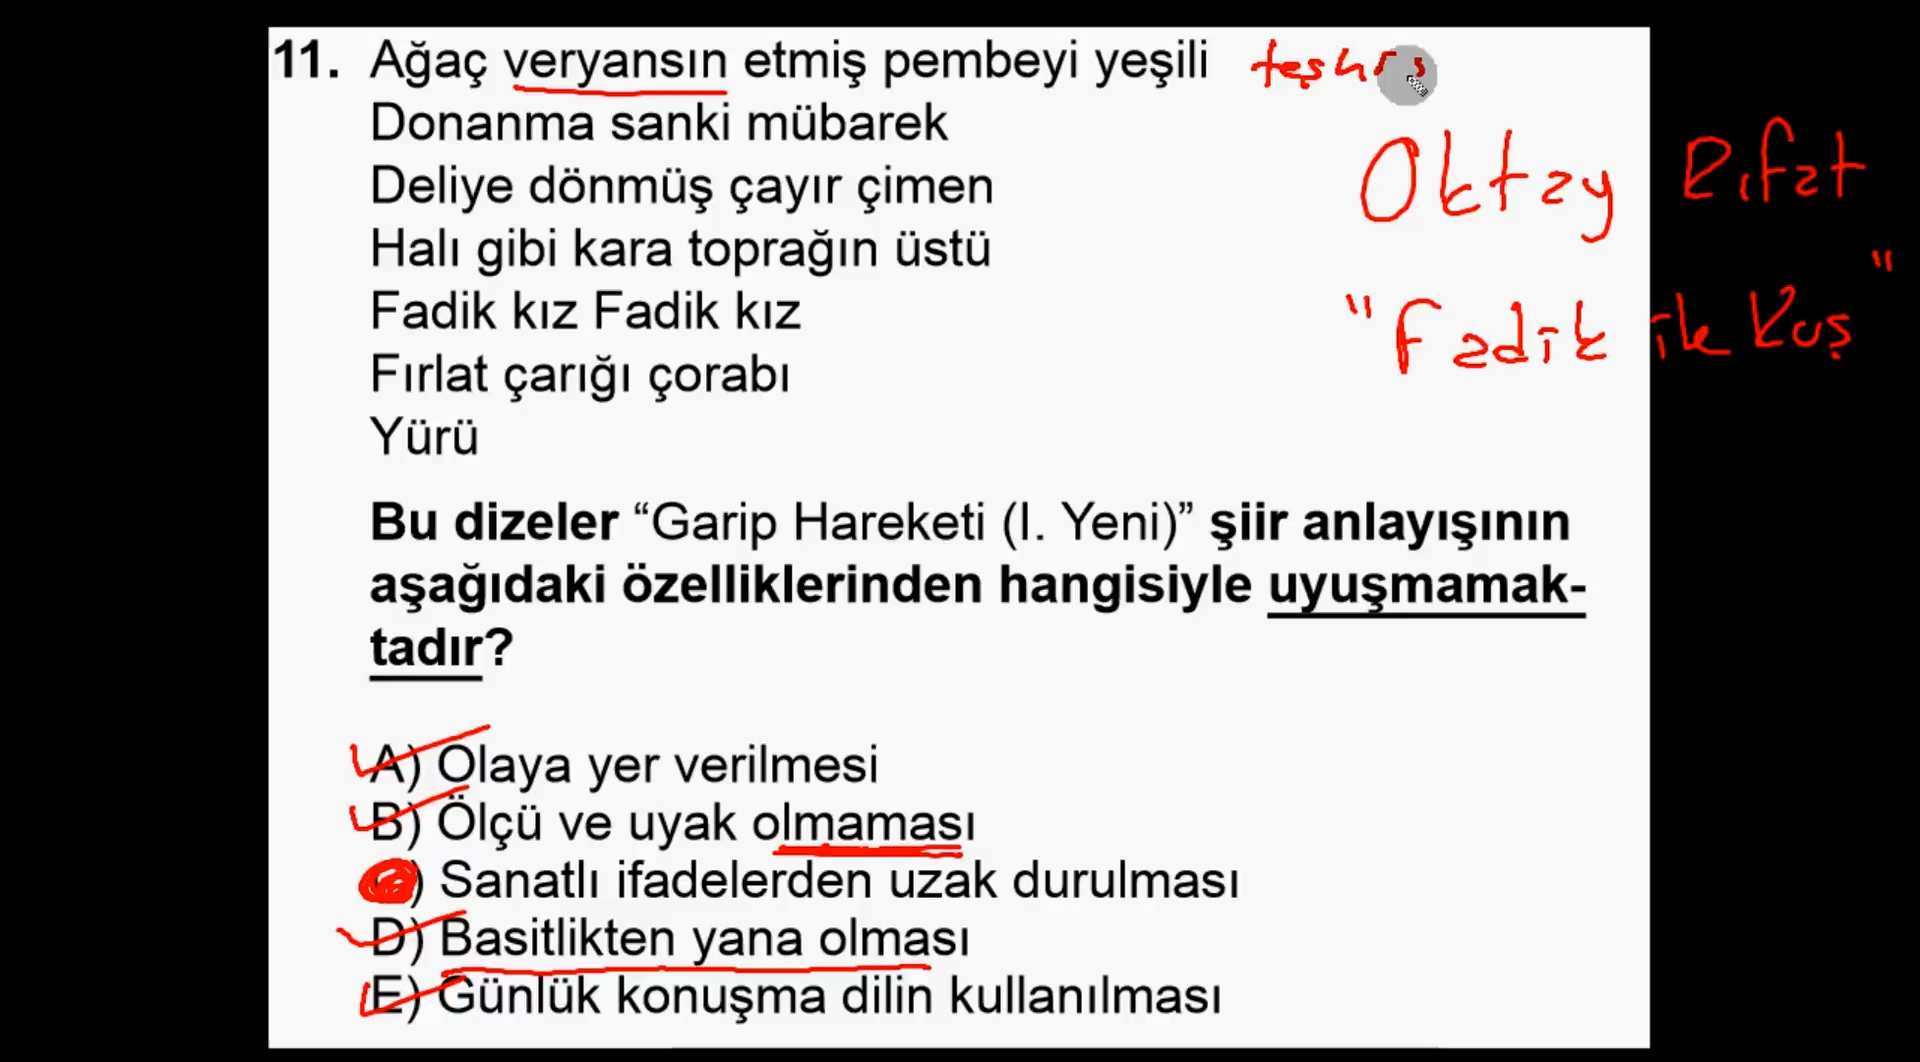 11. Ağaç veryansın etmiş pembeyi yeşili
Donanma sanki mübarek
Deliye dönmüş çayır çimen
Halı gibi kara toprağın üstü
Fadik kız Fadik kız
Fırlat çarığı çorabı
Yürü
Oktay Rıfat
"Fadik ile Kuş"
Bu dizeler “Garip Hareketi (I. Yeni)” şiir anlayışının
aşağıdaki özelliklerinden hangisiyle uyuşmamak-
tadır?
A) Olaya yer verilmesi
B) Ölçü ve uyak olmaması
) Sanatlı ifadelerden uzak durulması
D) Basitlikten yana olması
E) Günlük konuşma dilin kullanılması